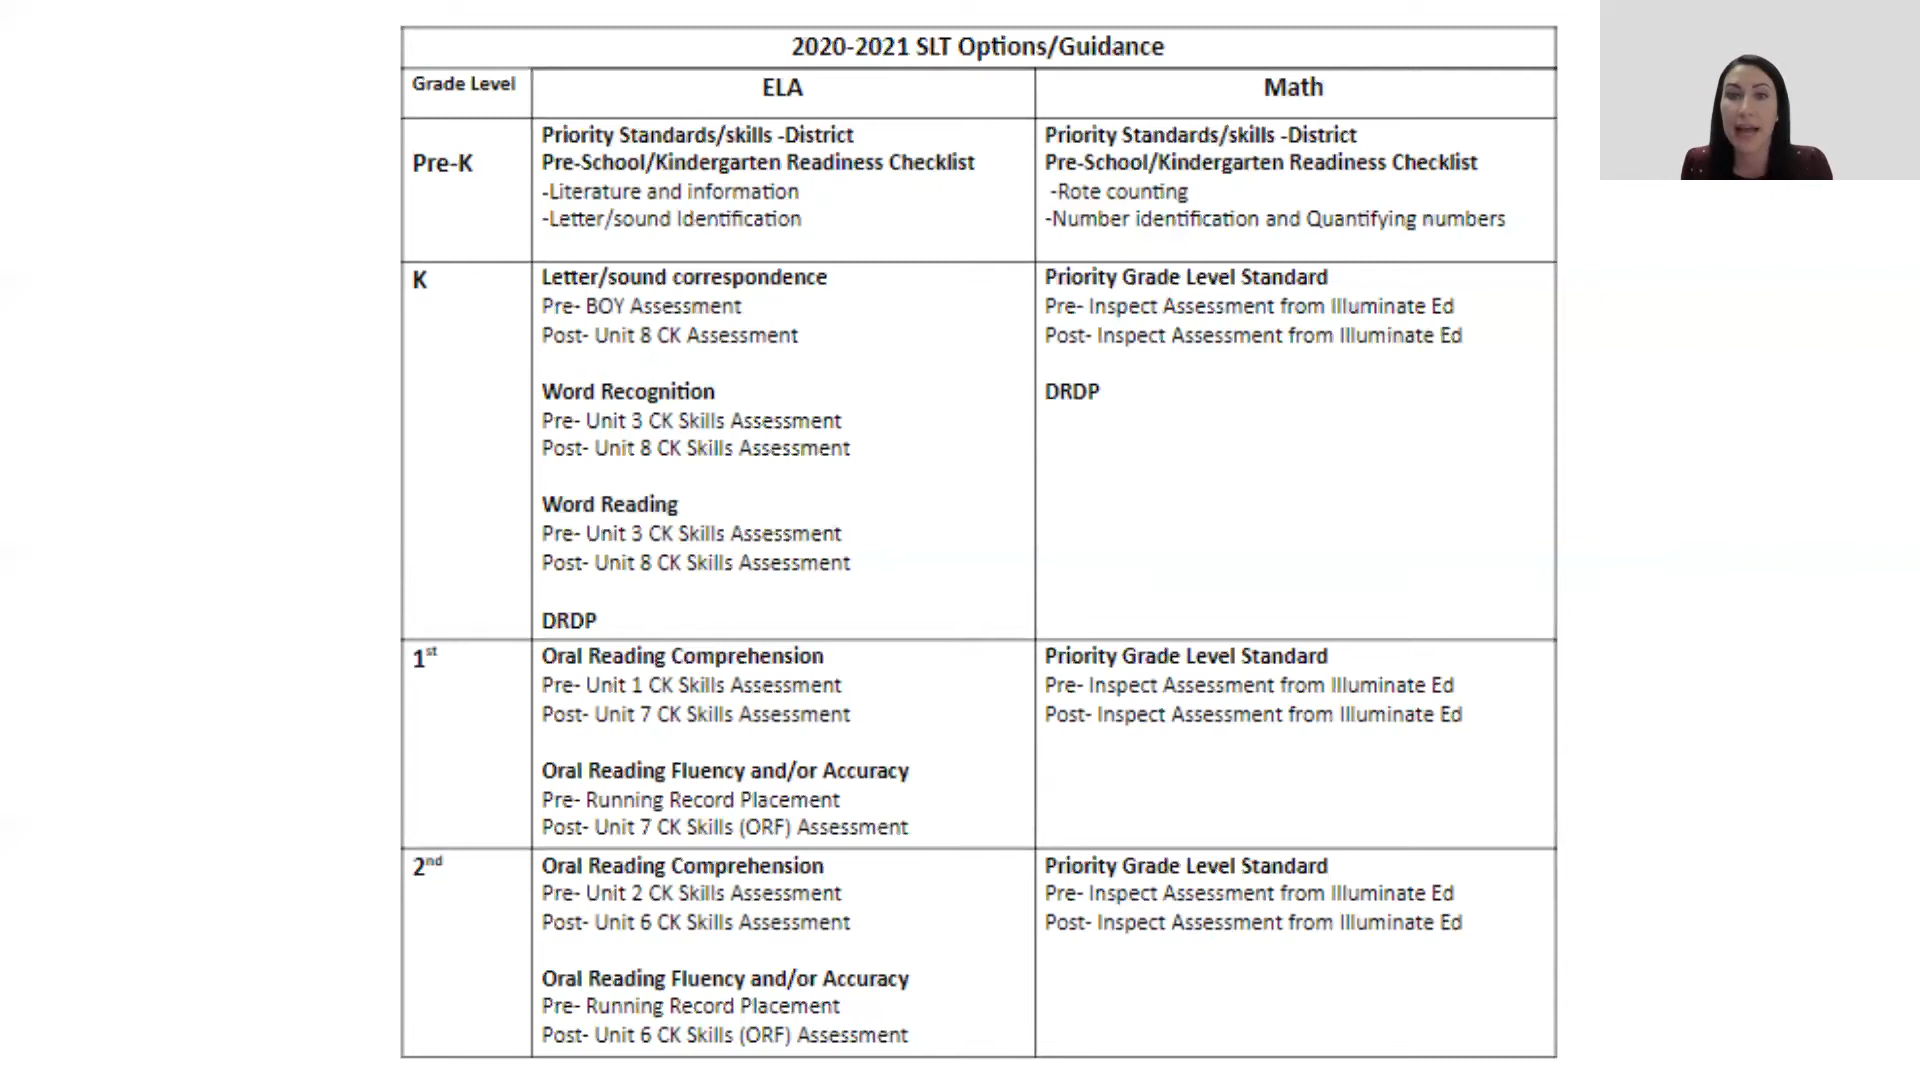 2020-2021 SLT Options/Guidance
Grade Level
ELA
Math
Pre-K
Priority Standards/skills -District
Pre-School/Kindergarten Readiness Checklist
-Literature and information
-Letter/sound Identification
Priority Standards/skills -District
Pre-School/Kindergarten Readiness Checklist
-Rote counting
-Number identification and Quantifying numbers
K
Letter/sound correspondence
Pre- BOY Assessment
Post- Unit 8 CK Assessment
Word Recognition
Pre- Unit 3 CK Skills Assessment
Post- Unit 8 CK Skills Assessment
Word Reading
Pre- Unit 3 CK Skills Assessment
Post- Unit 8 CK Skills Assessment
DRDP
Priority Grade Level Standard
Pre- Inspect Assessment from Illuminate Ed
Post- Inspect Assessment from Illuminate Ed
DRDP
1st
Oral Reading Comprehension
Pre- Unit 1 CK Skills Assessment
Post- Unit 7 CK Skills Assessment
Oral Reading Fluency and/or Accuracy
Pre- Running Record Placement
Post- Unit 7 CK Skills (ORF) Assessment
Priority Grade Level Standard
Pre- Inspect Assessment from Illuminate Ed
Post- Inspect Assessment from Illuminate Ed
2nd
Oral Reading Comprehension
Pre- Unit 2 CK Skills Assessment
Post- Unit 6 CK Skills Assessment
Oral Reading Fluency and/or Accuracy
Pre- Running Record Placement
Post- Unit 6 CK Skills (ORF) Assessment
Priority Grade Level Standard
Pre- Inspect Assessment from Illuminate Ed
Post- Inspect Assessment from Illuminate Ed